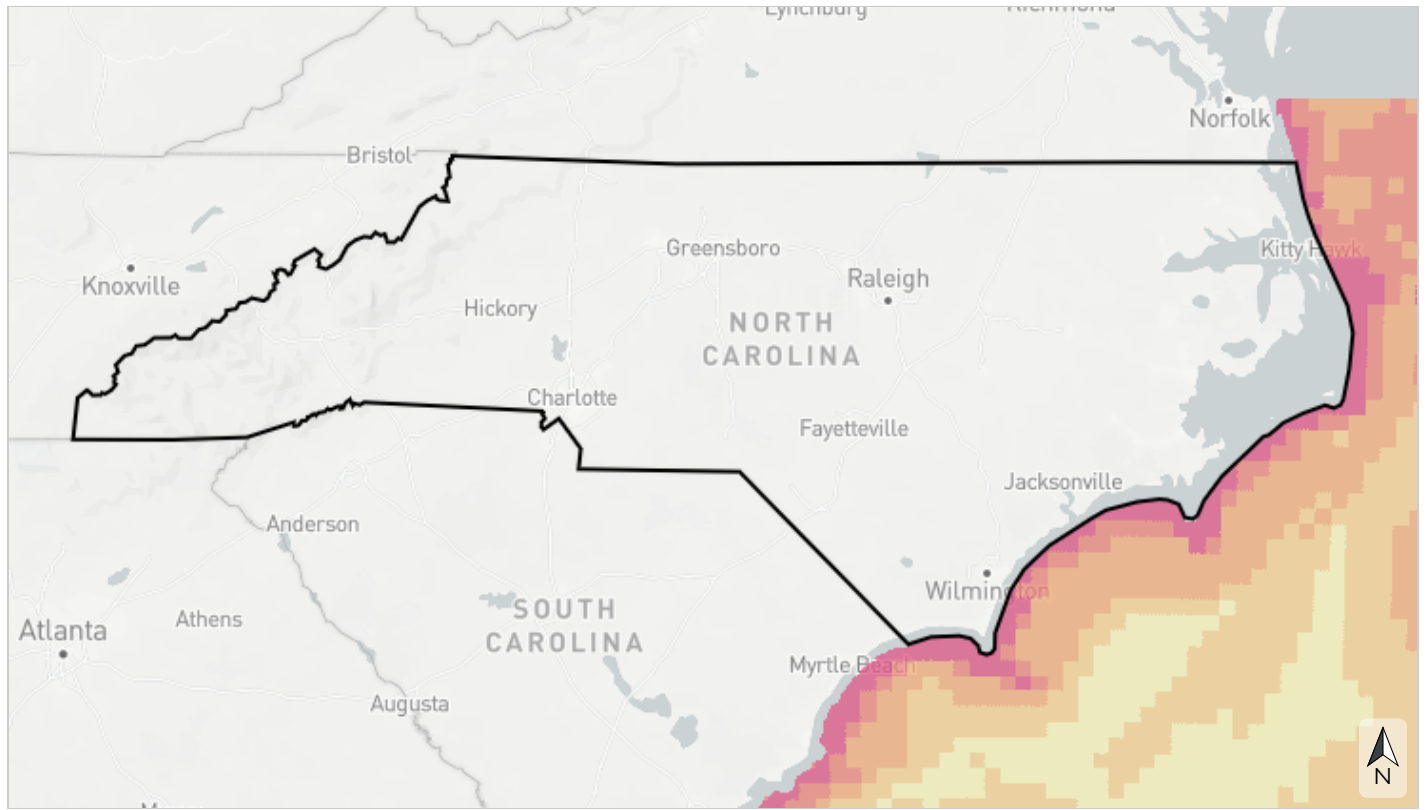 Lynchburg
Richmond
Norfolk
Bristol
Kitty Hawk
Greensboro
Knoxville
Raleigh
Hickory
NORTH
CAROLINA
Charlotte
Fayetteville
Jacksonville
Anderson
Wilmington
Athens
SOUTH
CAROLINA
Atlanta
Myrtle Beach
Augusta
N